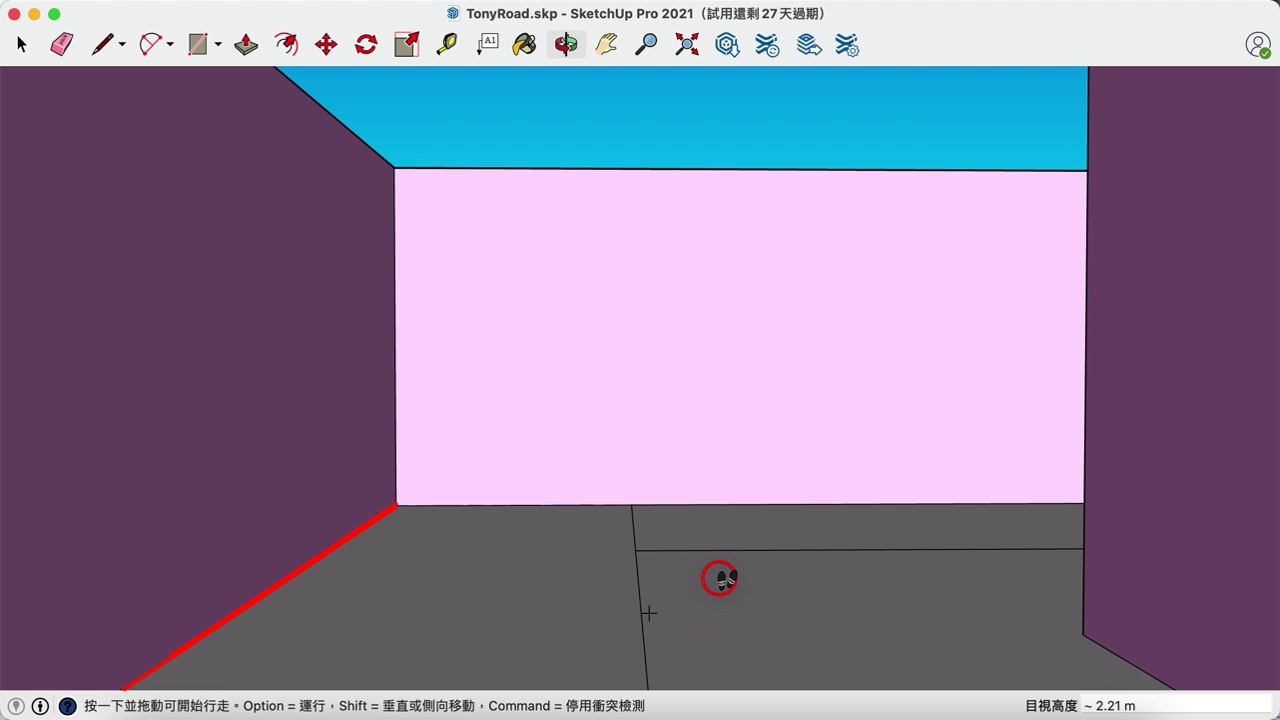 TonyRoad.skp - SketchUp Pro 2021（試用還剩 27 天過期）
A1
按一下並拖動可開始行走。Option = 運行，Shift = 垂直或側向移動，Command = 停用衝突檢測
目視高度 ~ 2.21 m